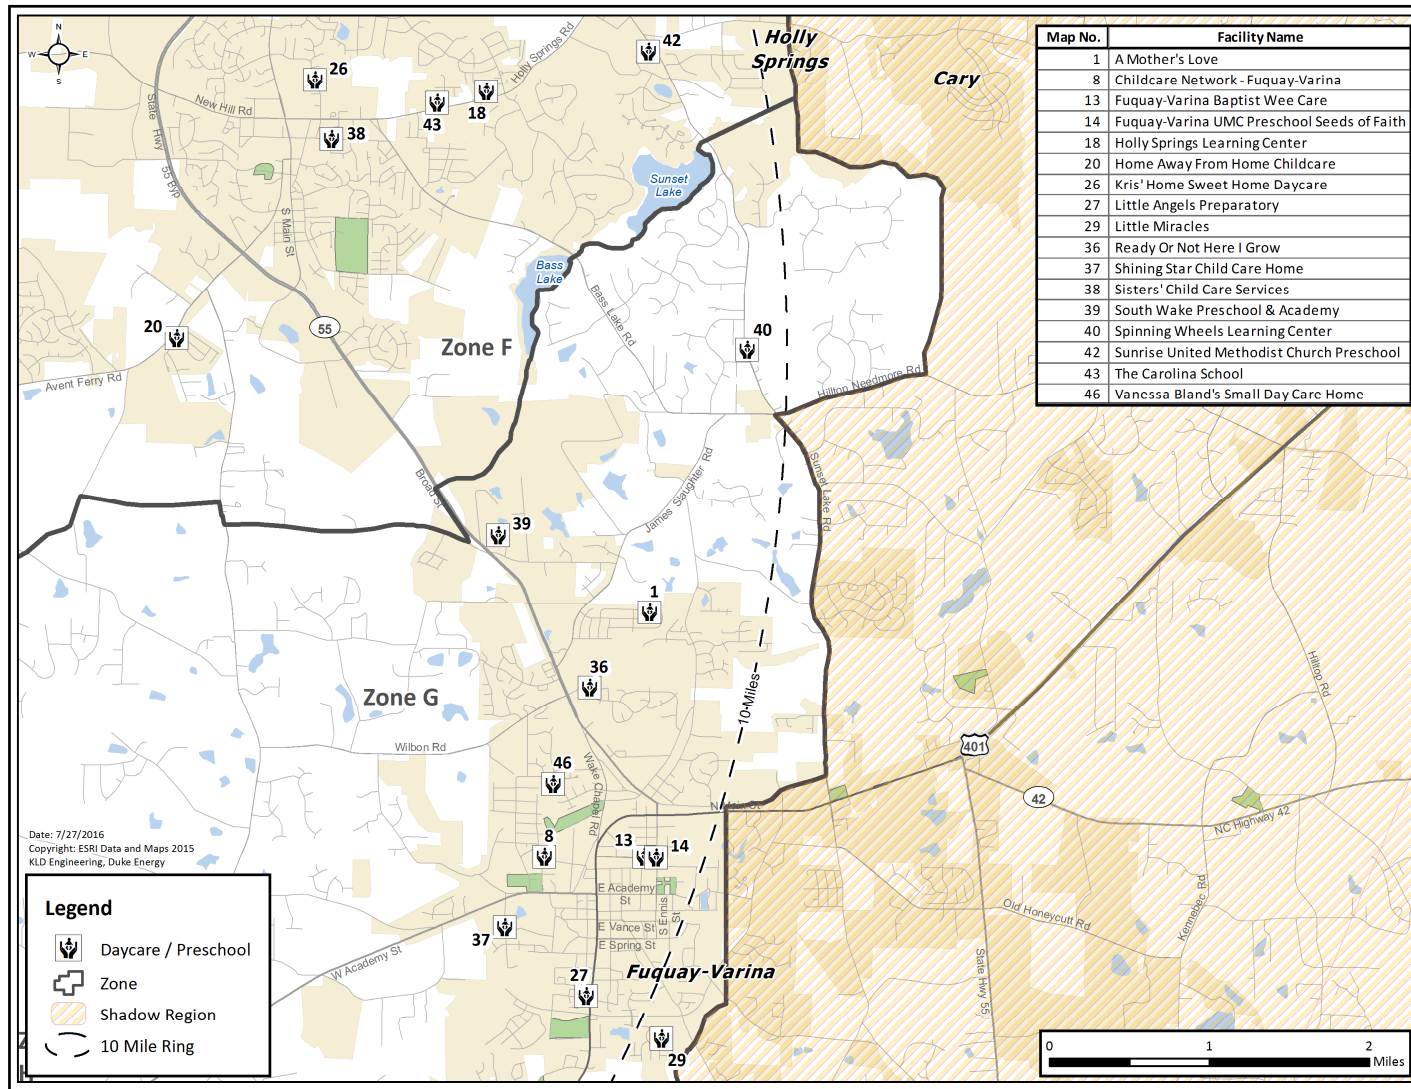 N
W E
S
42
Holly
Springs
Cary
26
Holly Springs Rd
New Hill Rd
43
18
38
State Hwy 55 Byp
S Main St
Sunset
Lake
Bass
Lake
Bass Lake Rd
20
55
Zone F
40
Avent Ferry Rd
Hilltop Needmore Rd
Broad St
James Slaughter Rd
Sunset Lake Rd
39
1
36
Zone G
10-Miles
Hilltop Rd
Wilbon Rd
401
46
Wake Chapel Rd
42
N Main St
NC Highway 42
8
13
14
E Academy
St
S Ennis St
E Vance St
E Spring St
37
W Academy St
Old Honeycutt Rd
Kennebec Rd
State Hwy 55
Fuquay-Varina
27
29
Map No. Facility Name
1 A Mother's Love
8 Childcare Network - Fuquay-Varina
13 Fuquay-Varina Baptist Wee Care
14 Fuquay-Varina UMC Preschool Seeds of Faith
18 Holly Springs Learning Center
20 Home Away From Home Childcare
26 Kris' Home Sweet Home Daycare
27 Little Angels Preparatory
29 Little Miracles
36 Ready Or Not Here I Grow
37 Shining Star Child Care Home
38 Sisters' Child Care Services
39 South Wake Preschool & Academy
40 Spinning Wheels Learning Center
42 Sunrise United Methodist Church Preschool
43 The Carolina School
46 Vanessa Bland's Small Day Care Home
Date: 7/27/2016
Copyright: ESRI Data and Maps 2015
KLD Engineering, Duke Energy
Legend
Daycare / Preschool
Zone
Shadow Region
10 Mile Ring
0 1 2
Miles